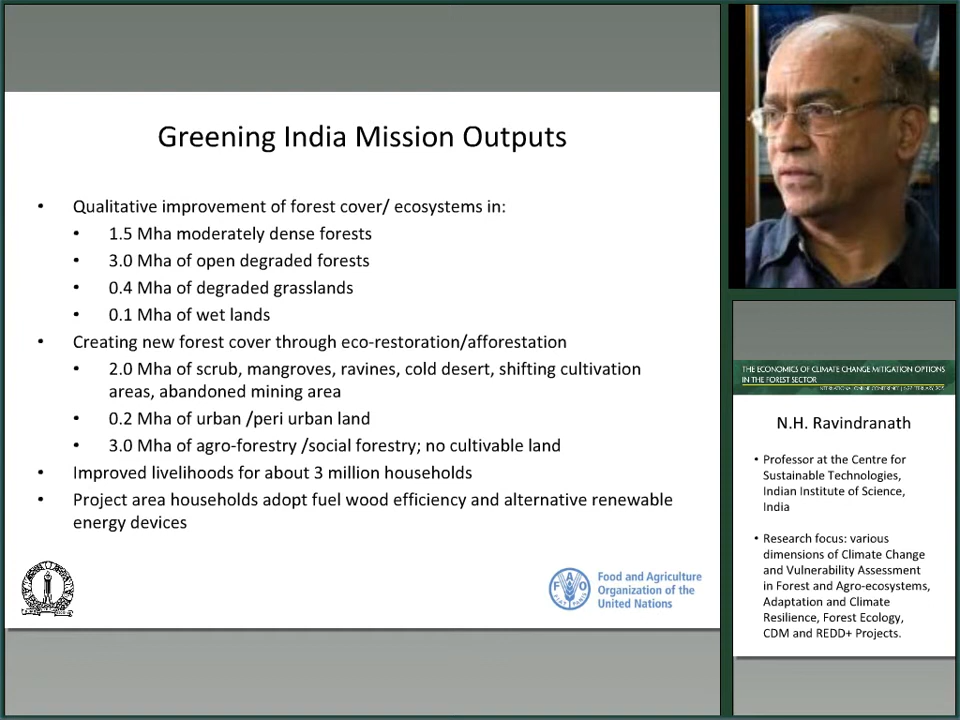 Greening India Mission Outputs
• Qualitative improvement of forest cover/ ecosystems in:
• 1.5 Mha moderately dense forests
• 3.0 Mha of open degraded forests
• 0.4 Mha of degraded grasslands
• 0.1 Mha of wet lands
• Creating new forest cover through eco-restoration/afforestation
• 2.0 Mha of scrub, mangroves, ravines, cold desert, shifting cultivation
areas, abandoned mining area
• 0.2 Mha of urban /peri urban land
• 3.0 Mha of agro-forestry /social forestry; no cultivable land
• Improved livelihoods for about 3 million households
• Project area households adopt fuel wood efficiency and alternative renewable
energy devices
FAO
Food and Agriculture
Organization of the
United Nations
THE ECONOMICS OF CLIMATE CHANGE MITIGATION OPTIONS
IN THE FOREST SECTOR
INTERNATIONAL ONLINE CONFERENCE
N.H. Ravindranath
• Professor at the Centre for
Sustainable Technologies,
Indian Institute of Science,
India
• Research focus: various
dimensions of Climate Change
and Vulnerability Assessment
in Forest and Agro-ecosystems,
Adaptation and Climate
Resilience, Forest Ecology,
CDM and REDD+ Projects.